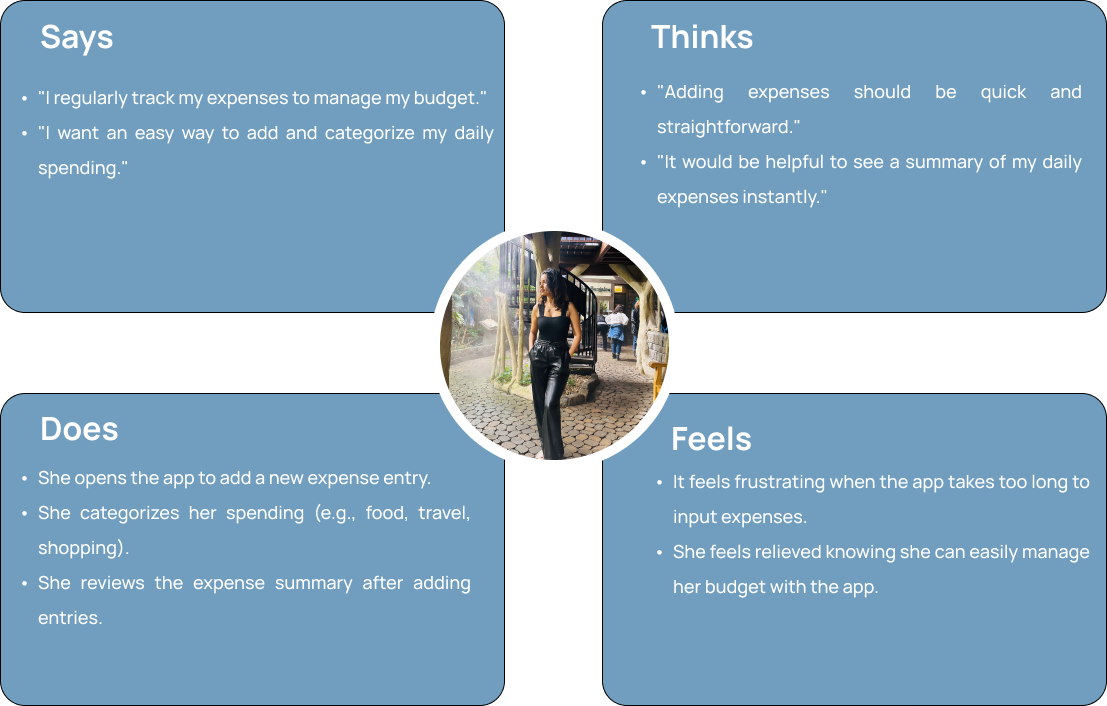 Says
• "I regularly track my expenses to manage my budget."
• "I want an easy way to add and categorize my daily
spending."
Thinks
• "Adding expenses should be quick and
straightforward."
• "It would be helpful to see a summary of my daily
expenses instantly."
Does
• She opens the app to add a new expense entry.
• She categorizes her spending (e.g., food, travel,
shopping).
• She reviews the expense summary after adding
entries.
Feels
• It feels frustrating when the app takes too long to
input expenses.
• She feels relieved knowing she can easily manage
her budget with the app.